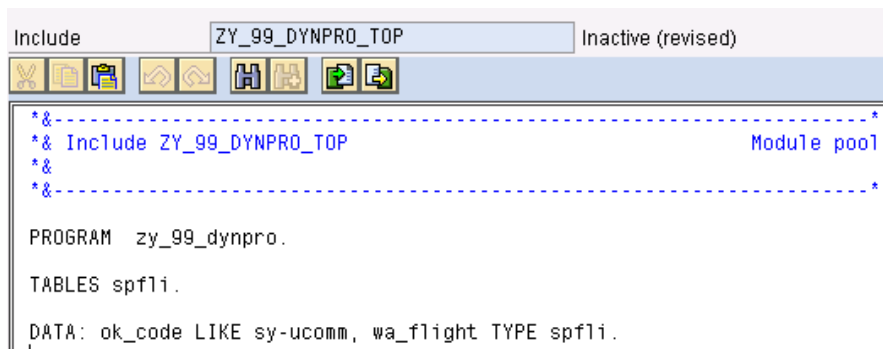 Include ZY_99_DYNPRO_TOP Inactive (revised)
*&---------------------------------------------------------------------*
*& Include ZY_99_DYNPRO_TOP Module pool
*&
*&---------------------------------------------------------------------*
PROGRAM zy_99_dynpro.
TABLES spfli.
DATA: ok_code LIKE sy-ucomm, wa_flight TYPE spfli.